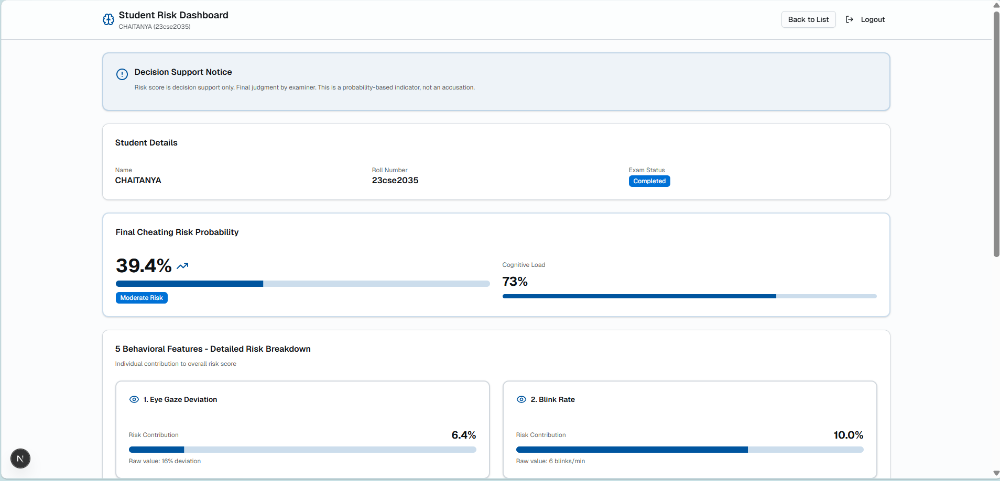 Student Risk Dashboard
CHAITANYA (23cse2035)
Back to List
Logout
Decision Support Notice
Risk score is decision support only. Final judgment by examiner. This is a probability-based indicator, not an accusation.
Student Details
Name
CHAITANYA
Roll Number
23cse2035
Exam Status
Completed
Final Cheating Risk Probability
39.4%
Moderate Risk
Cognitive Load
73%
5 Behavioral Features - Detailed Risk Breakdown
Individual contribution to overall risk score
1. Eye Gaze Deviation
Risk Contribution
6.4%
Raw value: 16% deviation
2. Blink Rate
Risk Contribution
10.0%
Raw value: 6 blinks/min
N